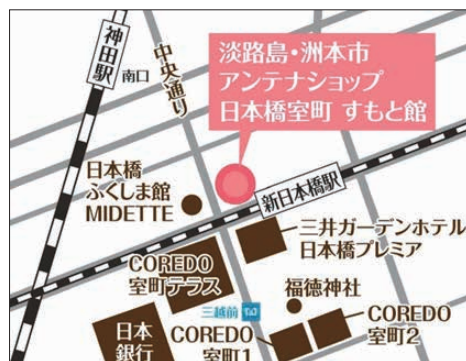 神田駅
南口
中央通り
淡路島・洲本市
アンテナショップ
日本橋室町 すもと館
日本橋
ふくしま館
MIDETTE
新日本橋駅
三井ガーデンホテル
日本橋プレミア
COREDO
室町テラス
三越前
福徳神社
日本
銀行
COREDO
室町1
COREDO
室町2